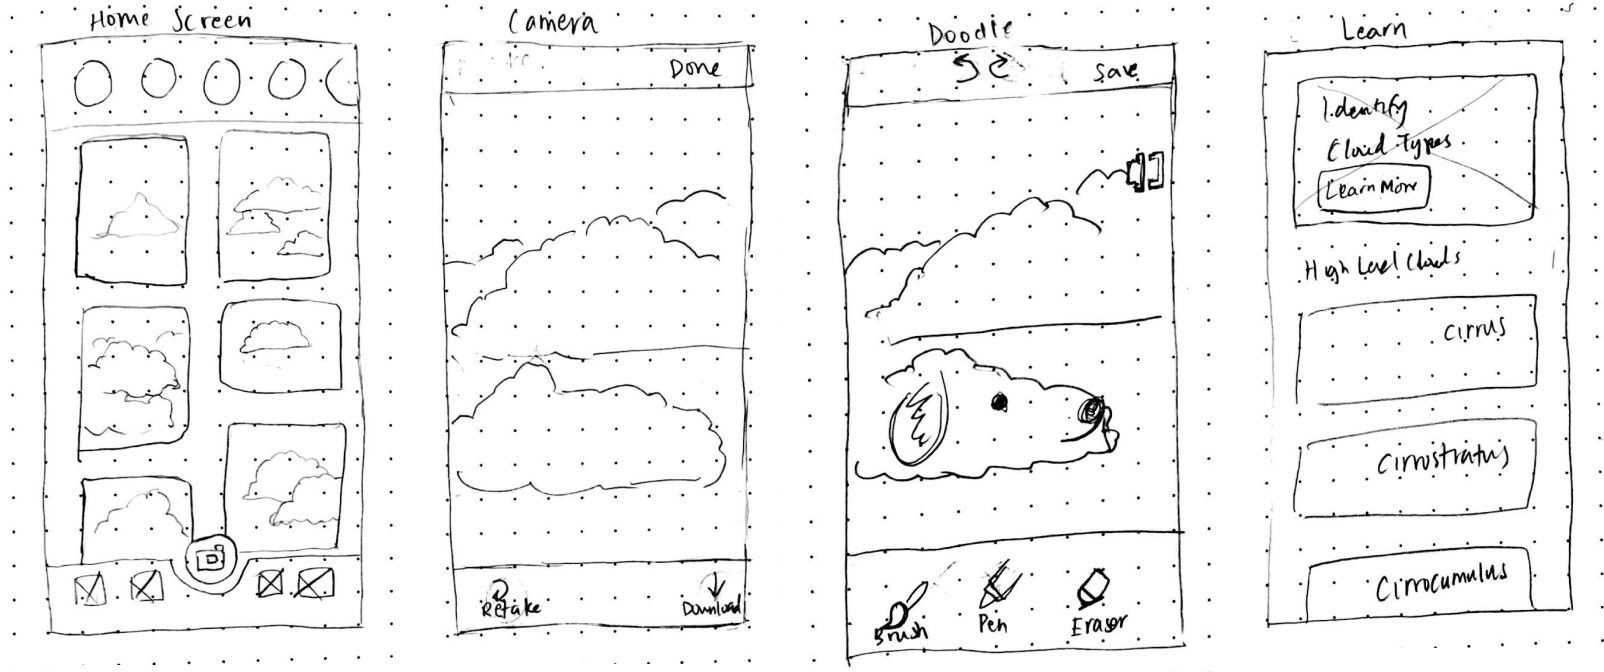 Home Screen
Camera
Done
Retake
Download
Doodle
Save
Brush
Pen
Eraser
Learn
Identify
Cloud Types
Learn More
High Level Clouds
Cirrus
Cirrostratus
Cirrocumulus